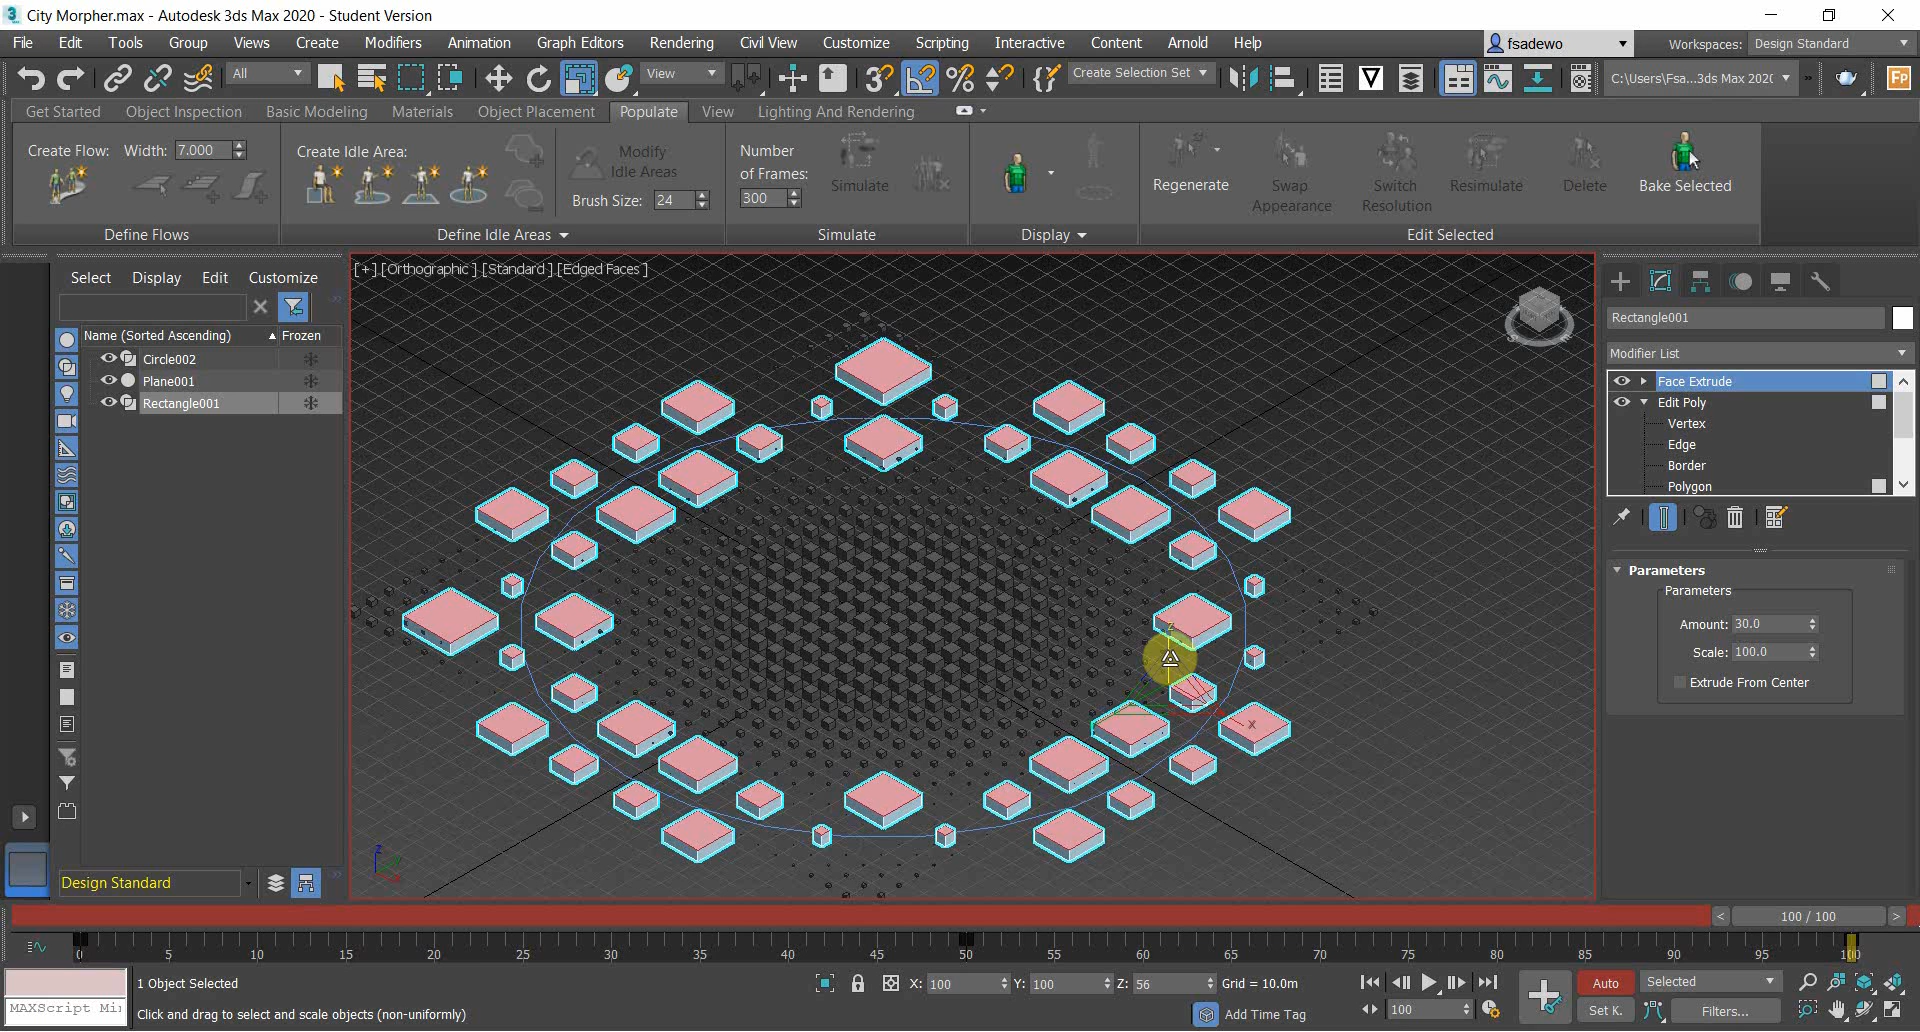 City Morpher.max - Autodesk 3ds Max 2020 - Student Version
File Edit Tools Group Views Create Modifiers Animation Graph Editors Rendering Civil View Customize Scripting Interactive Content Arnold Help
fsadewo Workspaces: Design Standard
All View Create Selection Set C:\Users\Fsa...3ds Max 202(
Get Started Object Inspection Basic Modeling Materials Object Placement Populate View Lighting And Rendering
Create Flow: Width: 7.000
Create Idle Area:
Modify
Idle Areas
Brush Size: 24
Number
of Frames:
300
Simulate
Regenerate
Swap
Appearance
Switch
Resolution
Resimulate
Delete
Bake Selected
Define Flows Define Idle Areas Simulate Display Edit Selected
Select Display Edit Customize
Name (Sorted Ascending) Frozen
Circle002
Plane001
Rectangle001
[+] [Orthographic ] [Standard ] [Edged Faces ]
z
x
z
Rectangle001
Modifier List
Face Extrude
Edit Poly
Vertex
Edge
Border
Polygon
Parameters
Parameters
Amount: 30.0
Scale: 100.0
Extrude From Center
Design Standard
< 100 / 100 >
0 5 10 15 20 25 30 35 40 45 50 55 60 65 70 75 80 85 90 95 100
1 Object Selected
X: 100 Y: 100 Z: 56 Grid = 10.0m
Auto Selected
MAXScript Mi
Click and drag to select and scale objects (non-uniformly)
Add Time Tag
100
Set K. Filters...